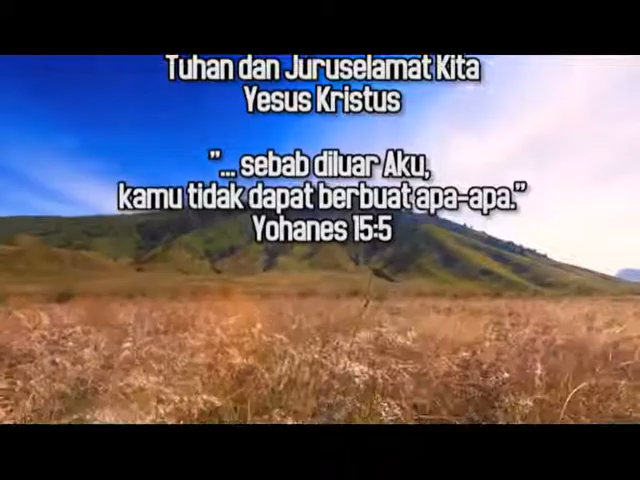 Tuhan dan Juruselamat Kita
Yesus Kristus
"... sebab diluar Aku,
kamu tidak dapat berbuat apa-apa."
Yohanes 15:5